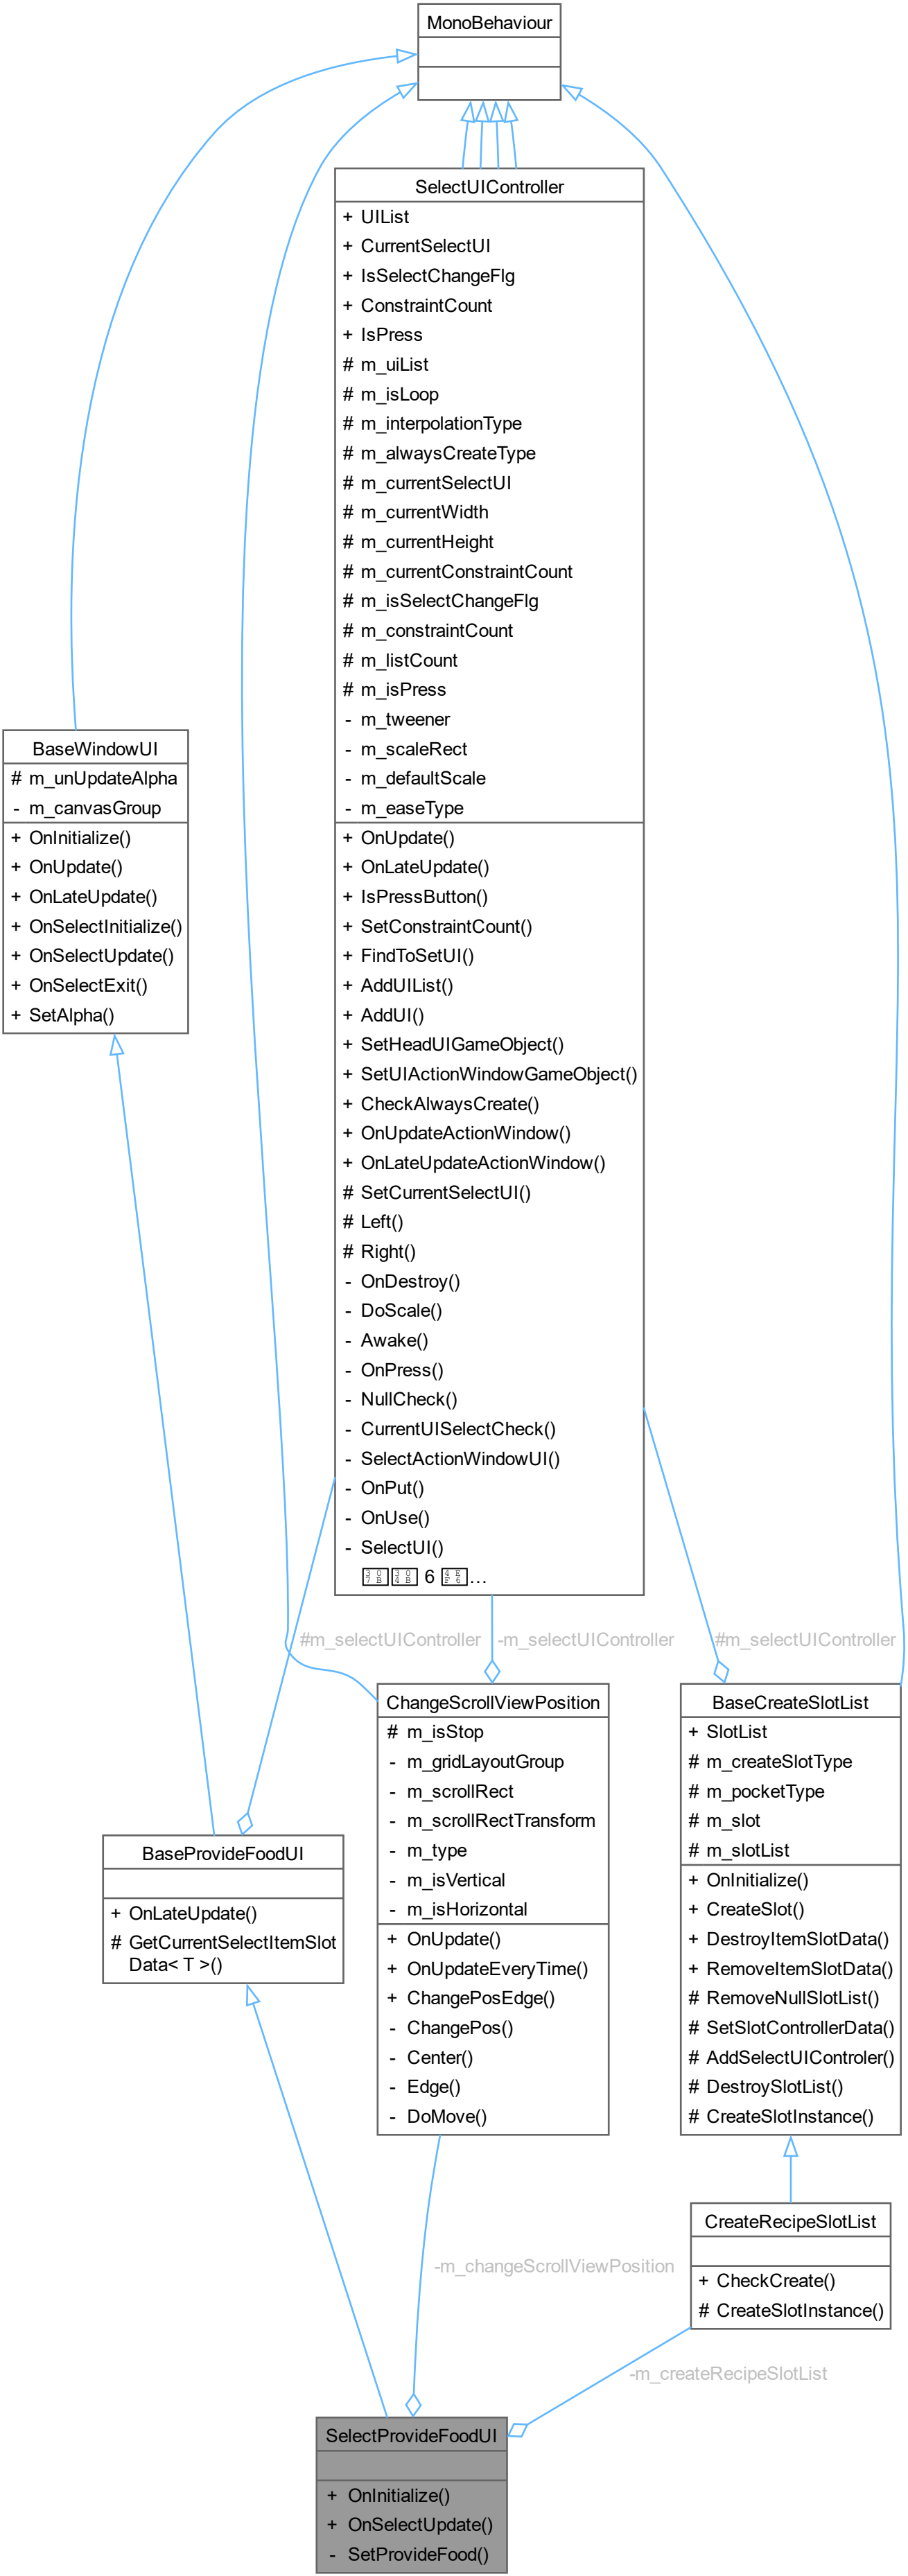 MonoBehaviour
SelectUIController
+ UIList
+ CurrentSelectUI
+ IsSelectChangeFlg
+ ConstraintCount
+ IsPress
# m_uiList
# m_isLoop
# m_interpolationType
# m_alwaysCreateType
# m_currentSelectUI
# m_currentWidth
# m_currentHeight
# m_currentConstraintCount
# m_isSelectChangeFlg
# m_constraintCount
# m_listCount
# m_isPress
- m_tweener
- m_scaleRect
- m_defaultScale
- m_easeType
+ OnUpdate()
+ OnLateUpdate()
+ IsPressButton()
+ SetConstraintCount()
+ FindToSetUI()
+ AddUIList()
+ AddUI()
+ SetHeadUIGameObject()
+ SetUIActionWindowGameObject()
+ CheckAlwaysCreate()
+ OnUpdateActionWindow()
+ OnLateUpdateActionWindow()
# SetCurrentSelectUI()
# Left()
# Right()
- OnDestroy()
- DoScale()
- Awake()
- OnPress()
- NullCheck()
- CurrentUISelectCheck()
- SelectActionWindowUI()
- OnPut()
- OnUse()
- SelectUI()
6 ...
BaseWindowUI
# m_unUpdateAlpha
- m_canvasGroup
+ OnInitialize()
+ OnUpdate()
+ OnLateUpdate()
+ OnSelectInitialize()
+ OnSelectUpdate()
+ OnSelectExit()
+ SetAlpha()
#m_selectUIController
-m_selectUIController
#m_selectUIController
ChangeScrollViewPosition
# m_isStop
- m_gridLayoutGroup
- m_scrollRect
- m_scrollRectTransform
- m_type
- m_isVertical
- m_isHorizontal
+ OnUpdate()
+ OnUpdateEveryTime()
+ ChangePosEdge()
- ChangePos()
- Center()
- Edge()
- DoMove()
BaseCreateSlotList
+ SlotList
# m_createSlotType
# m_pocketType
# m_slot
# m_slotList
+ OnInitialize()
+ CreateSlot()
+ DestroyItemSlotData()
+ RemoveItemSlotData()
# RemoveNullSlotList()
# SetSlotControllerData()
# AddSelectUIControler()
# DestroySlotList()
# CreateSlotInstance()
BaseProvideFoodUI
+ OnLateUpdate()
# GetCurrentSelectItemSlot
Data< T >()
CreateRecipeSlotList
+ CheckCreate()
# CreateSlotInstance()
-m_changeScrollViewPosition
-m_createRecipeSlotList
SelectProvideFoodUI
+ OnInitialize()
+ OnSelectUpdate()
- SetProvideFood()